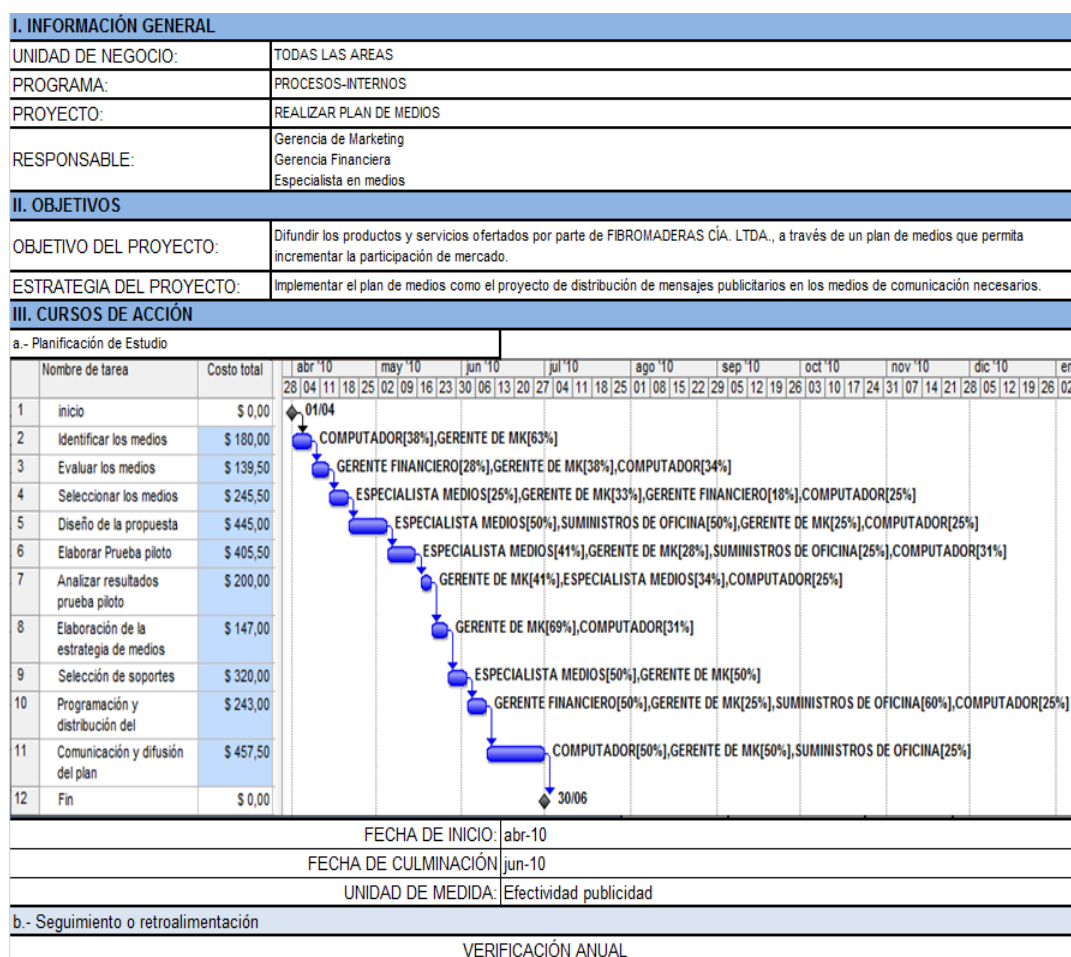 I. INFORMACIÓN GENERAL
UNIDAD DE NEGOCIO: TODAS LAS AREAS
PROGRAMA: PROCESOS-INTERNOS
PROYECTO: REALIZAR PLAN DE MEDIOS
RESPONSABLE: Gerencia de Marketing
Gerencia Financiera
Especialista en medios
II. OBJETIVOS
OBJETIVO DEL PROYECTO: Difundir los productos y servicios ofertados por parte de FIBROMADERAS CÍA. LTDA., a través de un plan de medios que permita
incrementar la participación de mercado.
ESTRATEGIA DEL PROYECTO: Implementar el plan de medios como el proyecto de distribución de mensajes publicitarios en los medios de comunicación necesarios.
III. CURSOS DE ACCIÓN
a.- Planificación de Estudio
Nombre de tarea Costo total abr '10 may '10 jun '10 jul '10 ago '10 sep '10 oct '10 nov '10 dic '10 er
28 04 11 18 25 02 09 16 23 30 06 13 20 27 04 11 18 25 01 08 15 22 29 05 12 19 26 03 10 17 24 31 07 14 21 28 05 12 19 26 02
1 inicio $ 0,00 01/04
2 Identificar los medios $ 180,00 COMPUTADOR[38%],GERENTE DE MK[63%]
3 Evaluar los medios $ 139,50 GERENTE FINANCIERO[28%],GERENTE DE MK[38%],COMPUTADOR[34%]
4 Seleccionar los medios $ 245,50 ESPECIALISTA MEDIOS[25%],GERENTE DE MK[33%],GERENTE FINANCIERO[18%],COMPUTADOR[25%]
5 Diseño de la propuesta $ 445,00 ESPECIALISTA MEDIOS[50%],SUMINISTROS DE OFICINA[50%],GERENTE DE MK[25%],COMPUTADOR[25%]
6 Elaborar Prueba piloto $ 405,50 ESPECIALISTA MEDIOS[41%],GERENTE DE MK[28%],SUMINISTROS DE OFICINA[25%],COMPUTADOR[31%]
7 Analizar resultados $ 200,00 GERENTE DE MK[41%],ESPECIALISTA MEDIOS[34%],COMPUTADOR[25%]
prueba piloto
8 Elaboración de la $ 147,00 GERENTE DE MK[69%],COMPUTADOR[31%]
estrategia de medios
9 Selección de soportes $ 320,00 ESPECIALISTA MEDIOS[50%],GERENTE DE MK[50%]
10 Programación y $ 243,00 GERENTE FINANCIERO[50%],GERENTE DE MK[25%],SUMINISTROS DE OFICINA[60%],COMPUTADOR[25%]
distribución del
11 Comunicación y difusión $ 457,50 COMPUTADOR[50%],GERENTE DE MK[50%],SUMINISTROS DE OFICINA[25%]
del plan
12 Fin $ 0,00 30/06
FECHA DE INICIO: abr-10
FECHA DE CULMINACIÓN jun-10
UNIDAD DE MEDIDA: Efectividad publicidad
b.- Seguimiento o retroalimentación
VERIFICACIÓN ANUAL